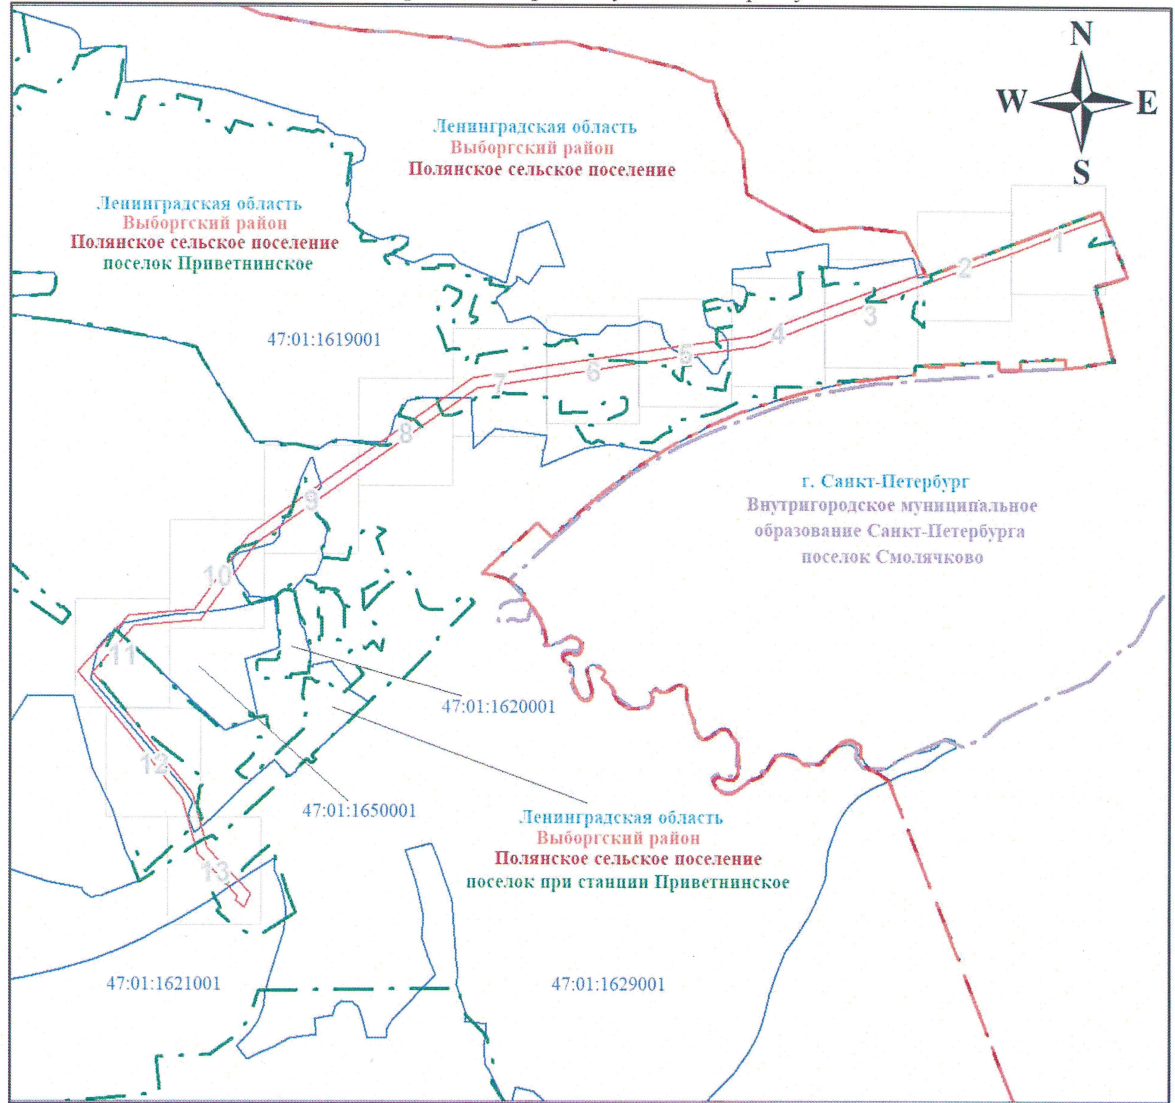 N
W E
S
Ленинградская область
Выборгский район
Полянское сельское поселение
Ленинградская область
Выборгский район
Полянское сельское поселение
поселок Приветнинское
47:01:1619001
1
2
3
4
5
6
7
8
9
10
11
12
13
г. Санкт-Петербург
Внутригородское муниципальное
образование Санкт-Петербурга
поселок Смолячково
47:01:1620001
47:01:1650001
Ленинградская область
Выборгский район
Полянское сельское поселение
поселок при станции Приветнинское
47:01:1621001
47:01:1629001